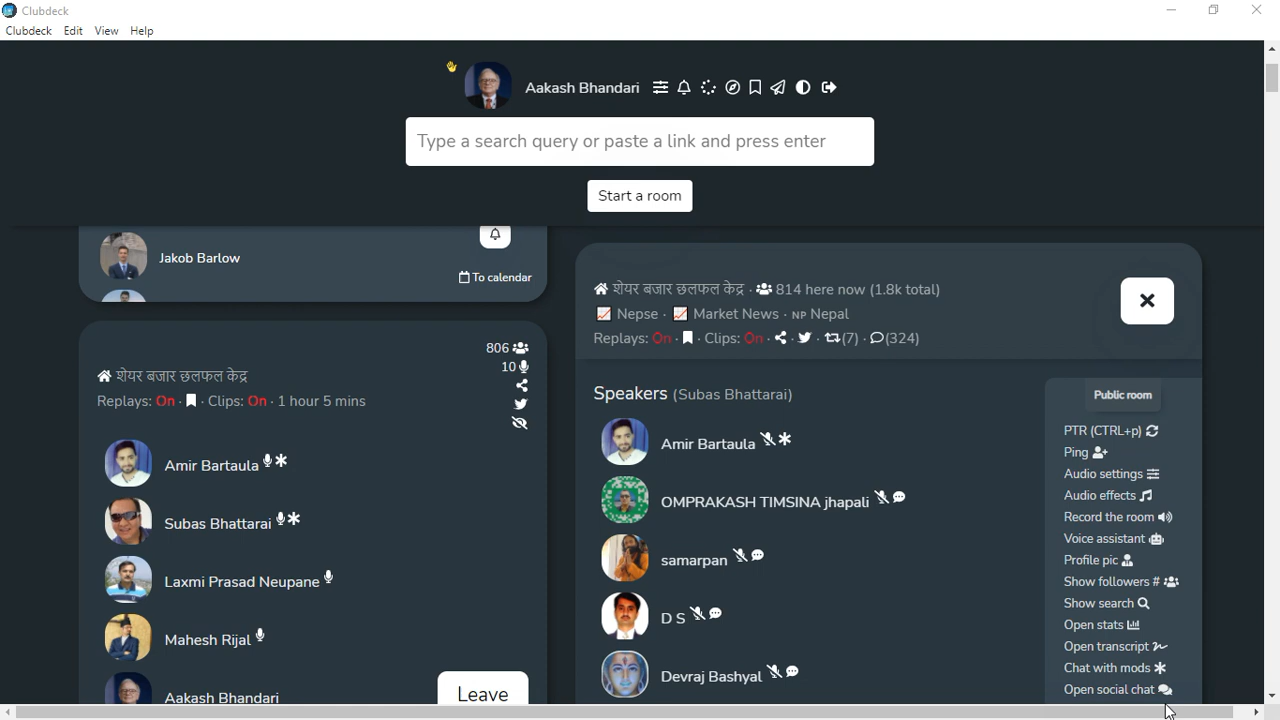 Clubdeck
Clubdeck Edit View Help
Aakash Bhandari
Type a search query or paste a link and press enter
Start a room
Jakob Barlow
To calendar
806
10
शेयर बजार छलफल केन्द्र
Replays: On · Clips: On · 1 hour 5 mins
Amir Bartaula
Subas Bhattarai
Laxmi Prasad Neupane
Mahesh Rijal
Aakash Bhandari
Leave
शेयर बजार छलफल केन्द्र · 814 here now (1.8k total)
Nepse · Market News · NP Nepal
Replays: On · Clips: On · (7) · (324)
Speakers (Subas Bhattarai)
Amir Bartaula
OMPRAKASH TIMSINA jhapali
samarpan
D S
Devraj Bashyal
Public room
PTR (CTRL+p)
Ping
Audio settings
Audio effects
Record the room
Voice assistant
Profile pic
Show followers #
Show search
Open stats
Open transcript
Chat with mods
Open social chat